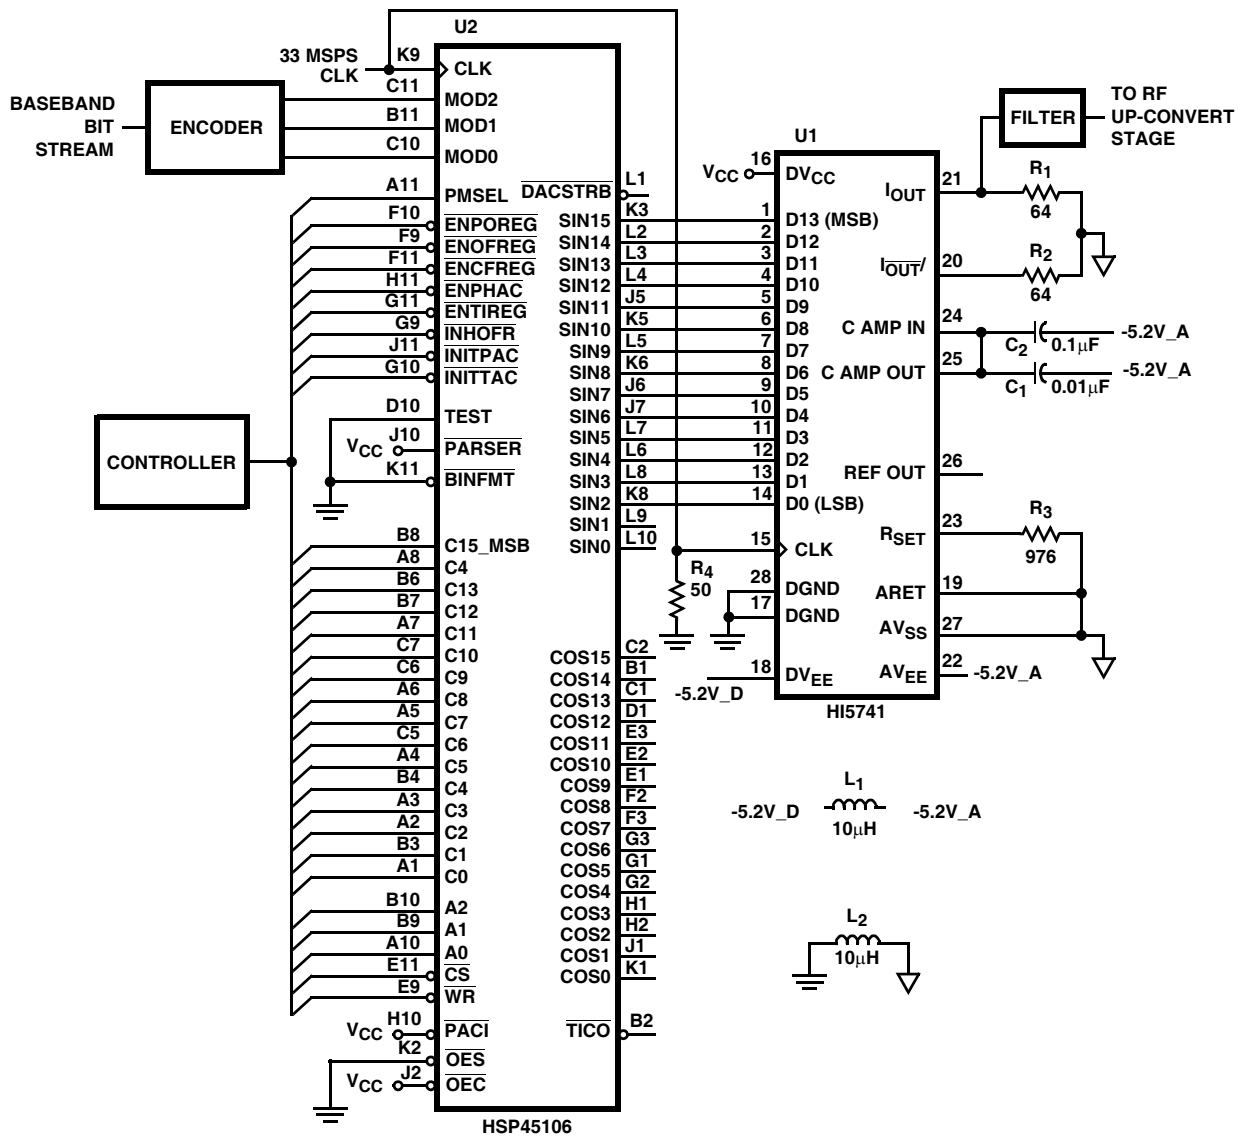 U2
33 MSPS
CLK
K9
CLK
C11
MOD2
B11
MOD1
C10
MOD0
BASEBAND
BIT
STREAM
ENCODER
A11
PMSEL
F10
ENPOREG
F9
ENOFREG
F11
ENCFREG
H11
ENPHAC
G11
ENTIREG
G9
INHOFR
J11
INITPAC
G10
INITTAC
D10
TEST
VCC
J10
PARSER
K11
BINFMT
CONTROLLER
B8
C15_MSB
A8
C4
B6
C13
B7
C12
A7
C11
C7
C10
C6
C9
A6
C8
A5
C7
C5
C6
A4
C5
B4
C4
A3
C3
A2
C2
B3
C1
A1
C0
B10
A2
B9
A1
A10
A0
E11
CS
E9
WR
VCC
H10
PACI
K2
OES
VCC
J2
OEC
HSP45106
DACSTRB
L1
SIN15
K3
SIN14
L2
SIN13
L3
SIN12
L4
SIN11
J5
SIN10
K5
SIN9
L5
SIN8
K6
SIN7
J6
SIN6
J7
SIN5
L7
SIN4
L6
SIN3
L8
SIN2
K8
SIN1
L9
SIN0
L10
COS15
C2
COS14
B1
COS13
C1
COS12
D1
COS11
E3
COS10
E2
COS9
E1
COS8
F2
COS7
F3
COS6
G3
COS5
G1
COS4
G2
COS3
H1
COS2
H2
COS1
J1
COS0
K1
TICO
B2
R4
50
U1
VCC
16
DVCC
1
D13 (MSB)
2
D12
3
D11
4
D10
5
D9
6
D8
7
D7
8
D6
9
D5
10
D4
11
D3
12
D2
13
D1
14
D0 (LSB)
15
CLK
28
DGND
17
DGND
18
DVEE
-5.2V_D
HI5741
IOUT
21
IOUT/
20
C AMP IN
24
C AMP OUT
25
REF OUT
26
RSET
23
ARET
19
AVSS
27
AVEE
22
-5.2V_A
FILTER
TO RF
UP-CONVERT
STAGE
R1
64
R2
64
C2
0.1μF
-5.2V_A
C1
0.01μF
-5.2V_A
R3
976
-5.2V_D
L1
10μH
-5.2V_A
L2
10μH